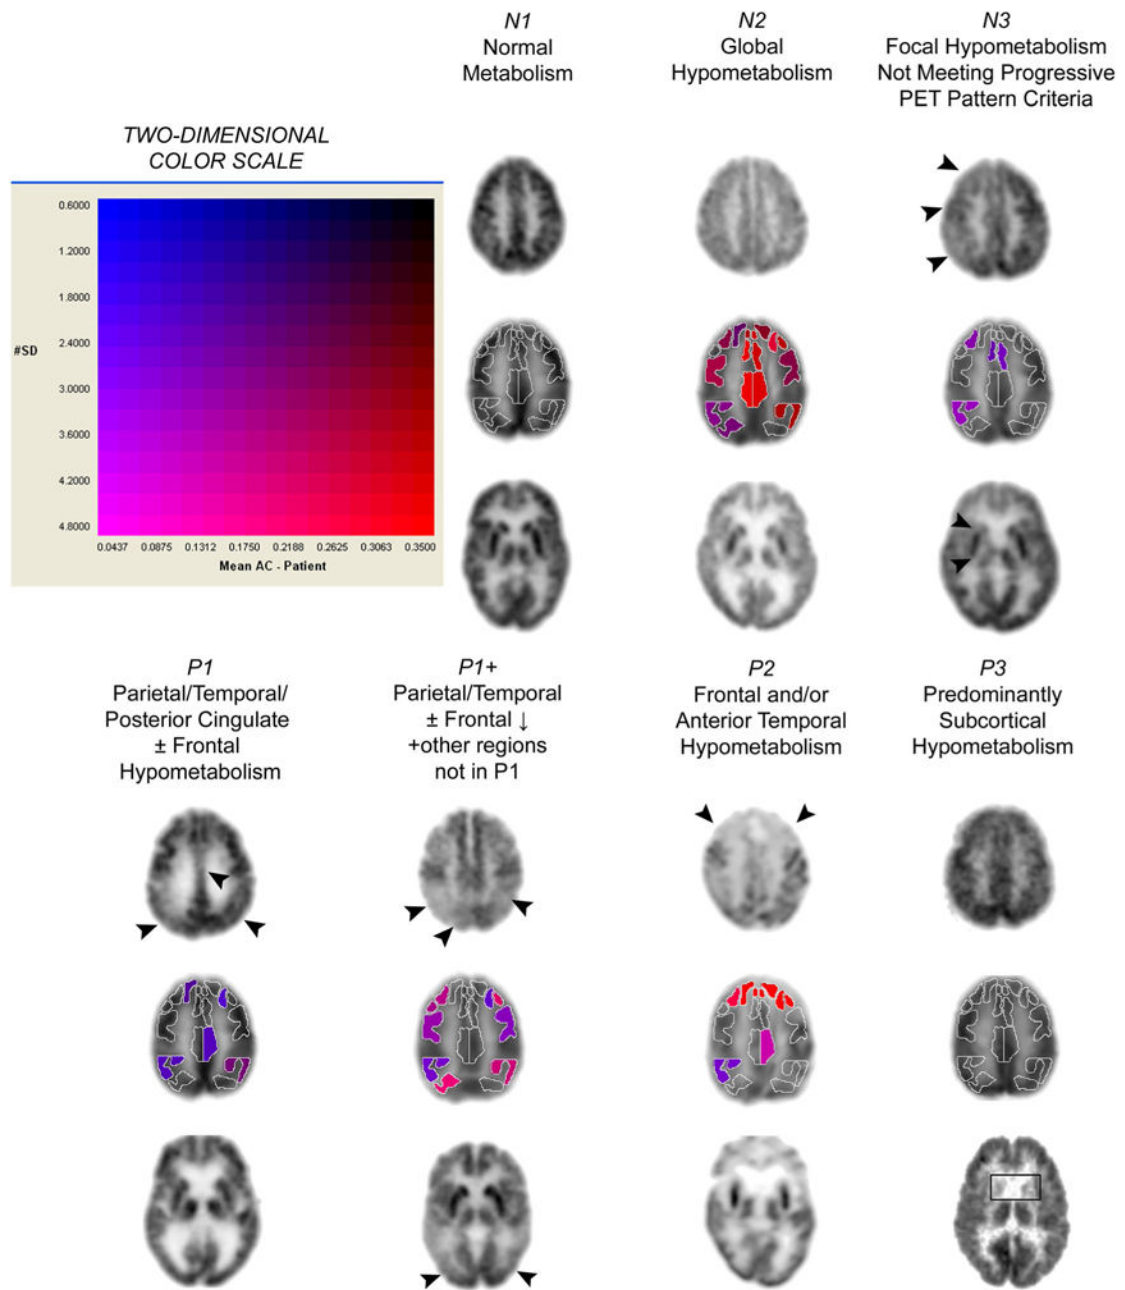 N1
Normal
Metabolism
N2
Global
Hypometabolism
N3
Focal Hypometabolism
Not Meeting Progressive
PET Pattern Criteria
TWO-DIMENSIONAL
COLOR SCALE
0.6000
1.2000
1.8000
#SD
2.4000
3.0000
3.6000
4.2000
4.8000
0.0437 0.0875 0.1312 0.1750 0.2188 0.2625 0.3063 0.3500
Mean AC - Patient
P1
Parietal/Temporal/
Posterior Cingulate
± Frontal
Hypometabolism
P1+
Parietal/Temporal
± Frontal ↓
+other regions
not in P1
P2
Frontal and/or
Anterior Temporal
Hypometabolism
P3
Predominantly
Subcortical
Hypometabolism